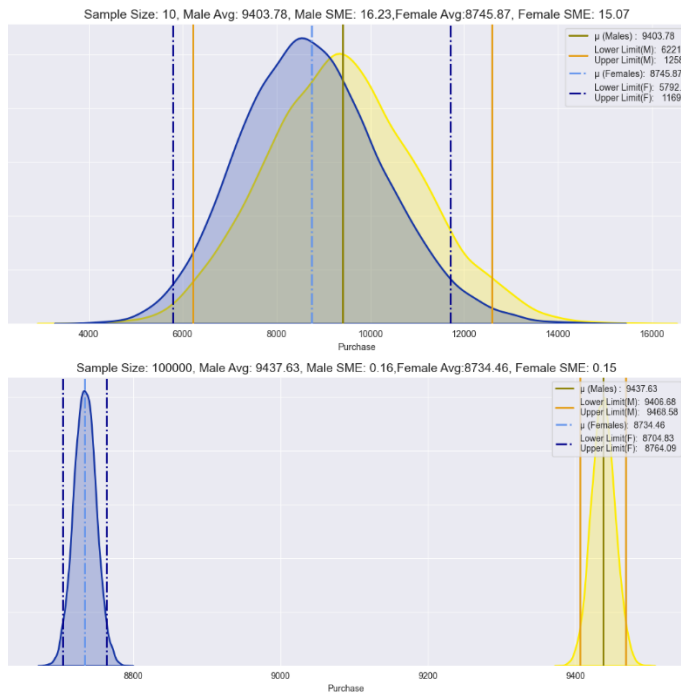 Sample Size: 10, Male Avg: 9403.78, Male SME: 16.23,Female Avg:8745.87, Female SME: 15.07
μ (Males) : 9403.78
Lower Limit(M): 6221
Upper Limit(M): 1258
μ (Females): 8745.87
Lower Limit(F): 5792.
Upper Limit(F): 1169
4000 6000 8000 10000 12000 14000 16000
Purchase
Sample Size: 100000, Male Avg: 9437.63, Male SME: 0.16,Female Avg:8734.46, Female SME: 0.15
μ (Males) : 9437.63
Lower Limit(M): 9406.68
Upper Limit(M): 9468.58
μ (Females): 8734.46
Lower Limit(F): 8704.83
Upper Limit(F): 8764.09
8800 9000 9200 9400
Purchase